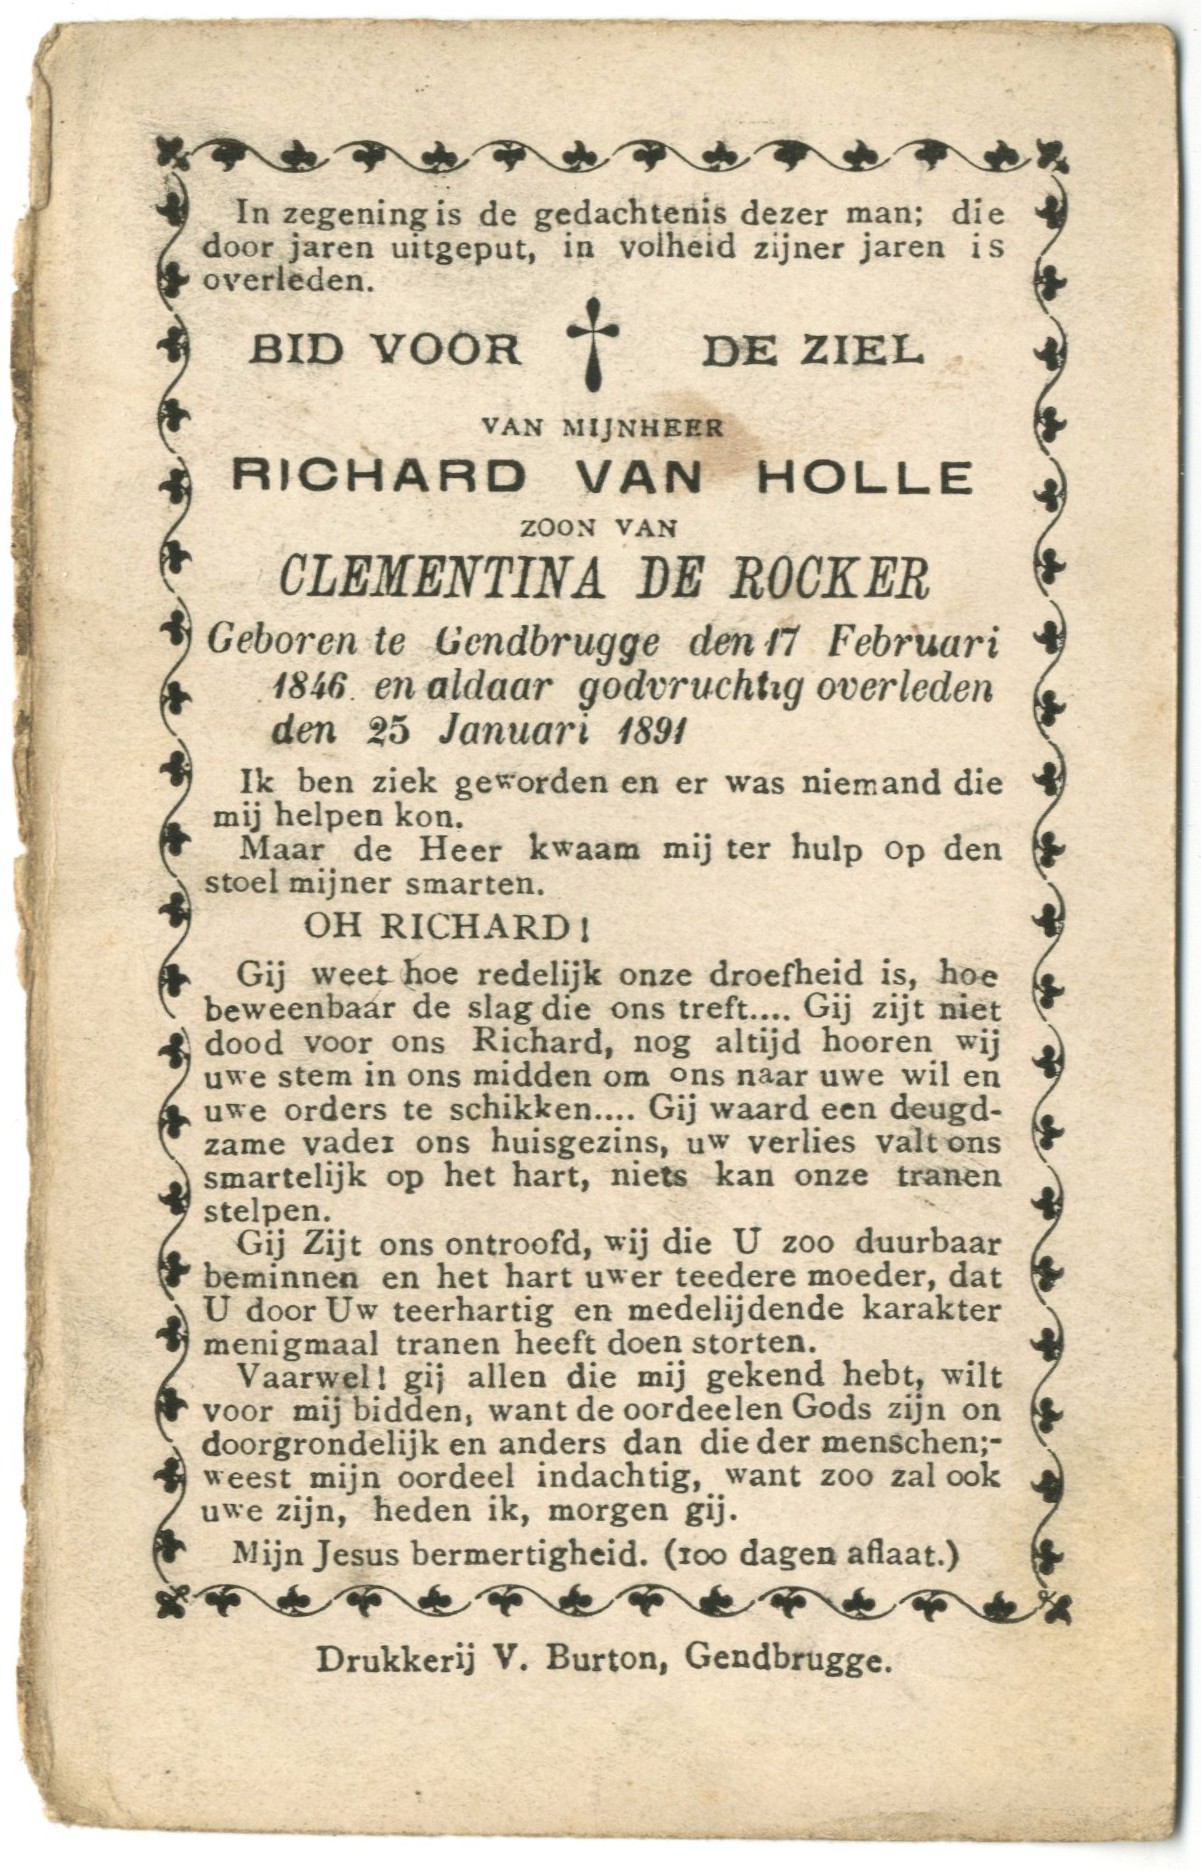 In zegening is de gedachtenis dezer man; die
door jaren uitgeput, in volheid zijner jaren is
overleden.
BID VOOR DE ZIEL
VAN MIJNHEER
RICHARD VAN HOLLE
ZOON VAN
CLEMENTINA DE ROCKER
Geboren te Gendbrugge den 17 Februari
1846. en aldaar godvruchtig overleden
den 25 Januari 1891
Ik ben ziek geworden en er was niemand die
mij helpen kon.
Maar de Heer kwaam mij ter hulp op den
stoel mijner smarten.
OH RICHARD!
Gij weet hoe redelijk onze droefheid is, hoe
beweenbaar de slag die ons treft.... Gij zijt niet
dood voor ons Richard, nog altijd hooren wij
uwe stem in ons midden om ons naar uwe wil en
uwe orders te schikken.... Gij waard een deugd-
zame vader ons huisgezins, uw verlies valt ons
smartelijk op het hart, niets kan onze tranen
stelpen.
Gij Zijt ons ontroofd, wij die U zoo duurbaar
beminnen en het hart uwer teedere moeder, dat
U door Uw teerhartig en medelijdende karakter
menigmaal tranen heeft doen storten.
Vaarwel! gij allen die mij gekend hebt, wilt
voor mij bidden, want de oordeelen Gods zijn on
doorgrondelijk en anders dan die der menschen;-
weest mijn oordeel indachtig, want zoo zal ook
uwe zijn, heden ik, morgen gij.
Mijn Jesus bermertigheid. (100 dagen aflaat.)
Drukkerij V. Burton, Gendbrugge.